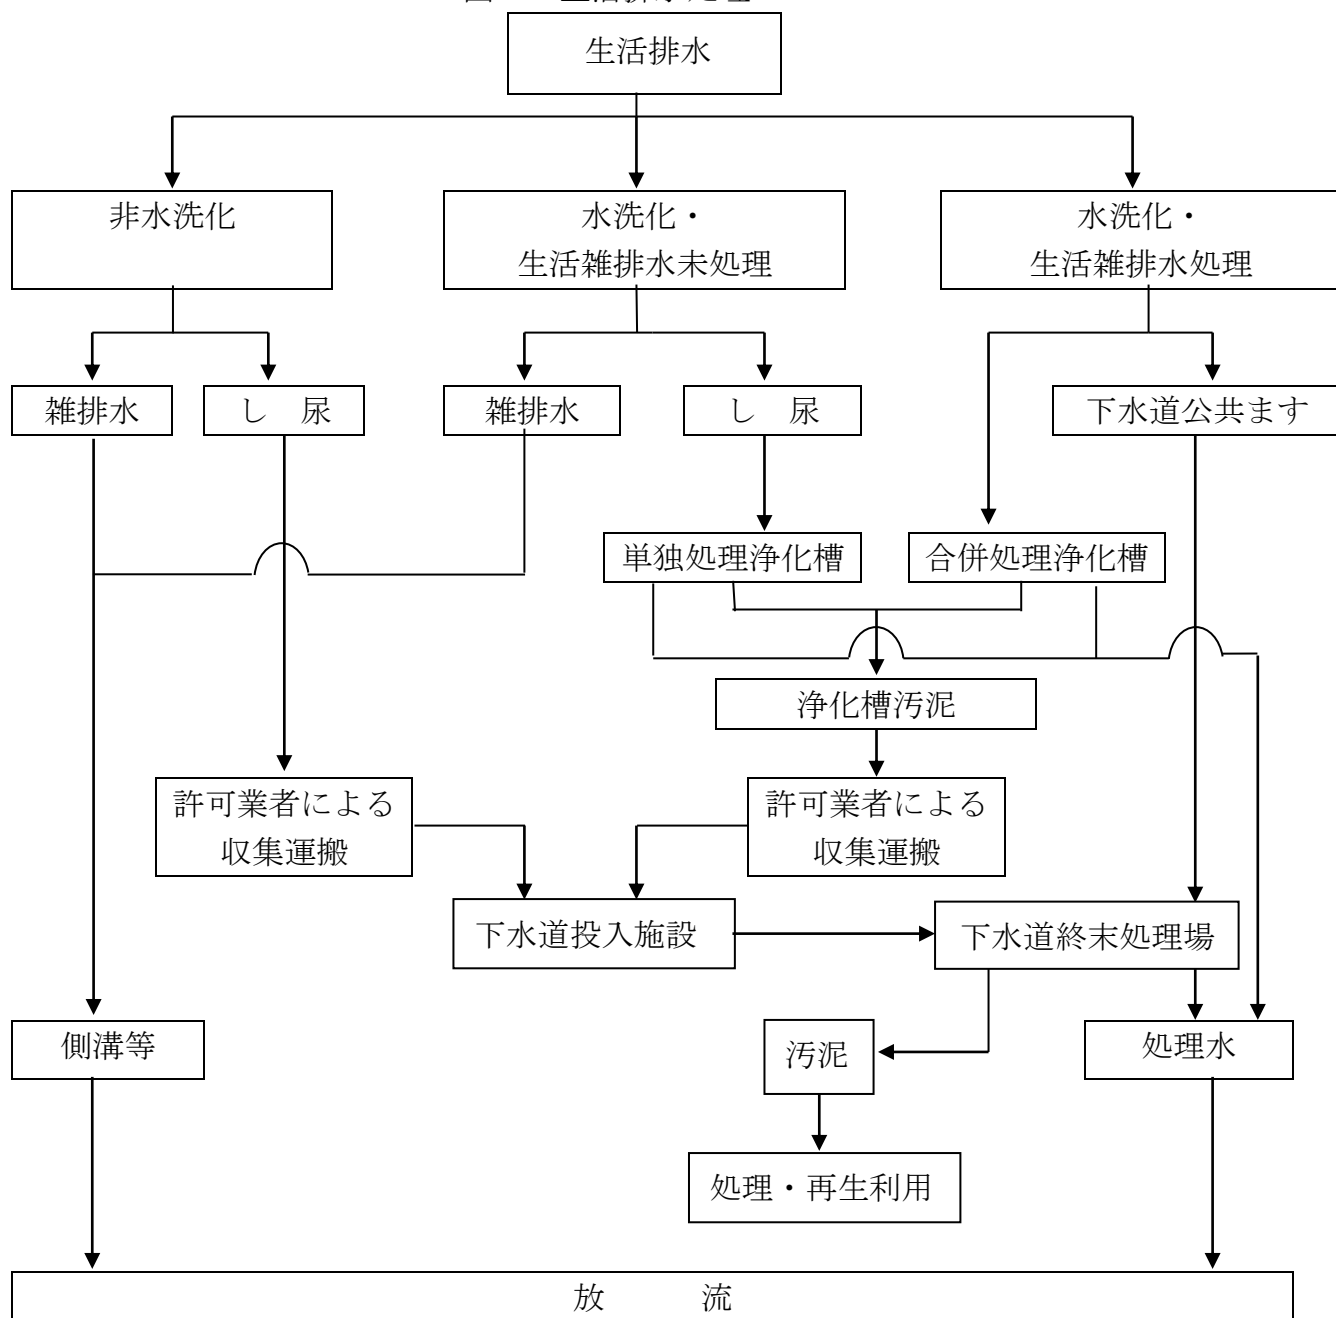 生活排水
非水洗化
水洗化・
生活雑排水未処理
水洗化・
生活雑排水処理
雑排水
し　尿
雑排水
し　尿
下水道公共ます
単独処理浄化槽
合併処理浄化槽
浄化槽汚泥
許可業者による
収集運搬
許可業者による
収集運搬
下水道投入施設
下水道終末処理場
側溝等
汚泥
処理水
処理・再生利用
放　　　流